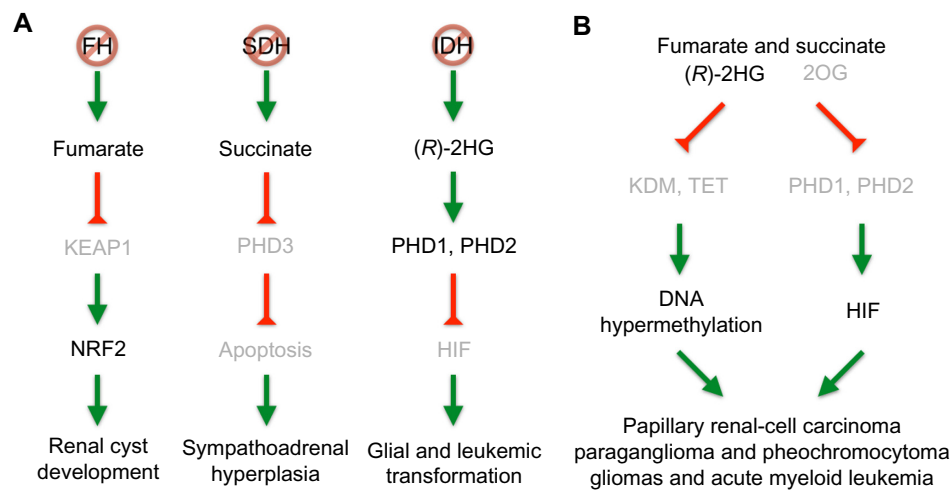 A
FH
SDH
IDH
Fumarate
Succinate
(R)-2HG
KEAP1
PHD3
PHD1, PHD2
NRF2
Apoptosis
HIF
Renal cyst
development
Sympathoadrenal
hyperplasia
Glial and leukemic
transformation
B
Fumarate and succinate
(R)-2HG 2OG
KDM, TET
PHD1, PHD2
DNA
hypermethylation
HIF
Papillary renal-cell carcinoma
paraganglioma and pheochromocytoma
gliomas and acute myeloid leukemia